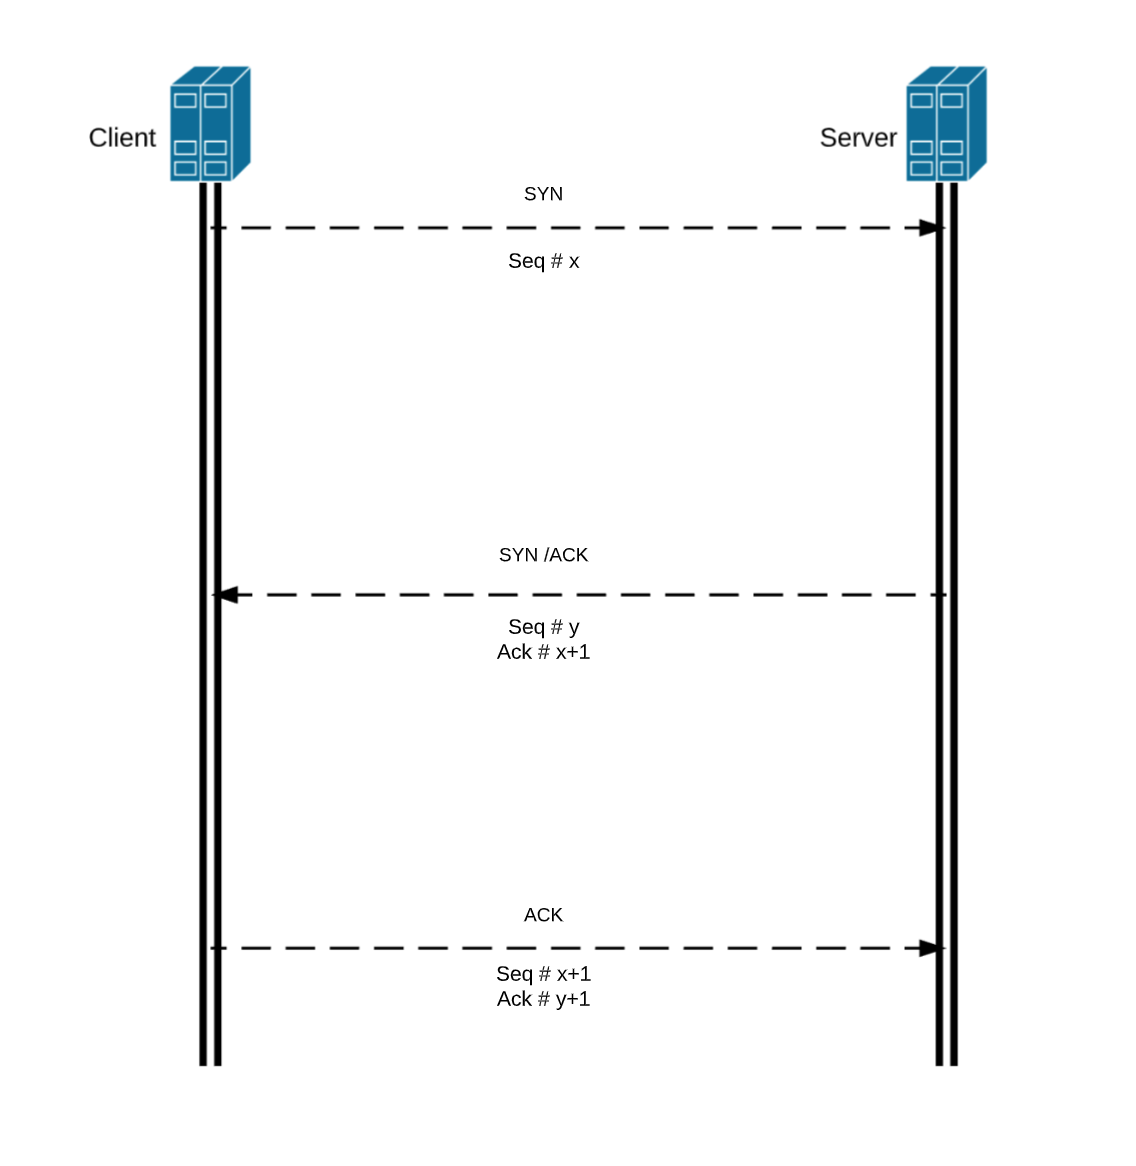 Client
Server
SYN
Seq # x
SYN /ACK
Seq # y
Ack # x+1
ACK
Seq # x+1
Ack # y+1